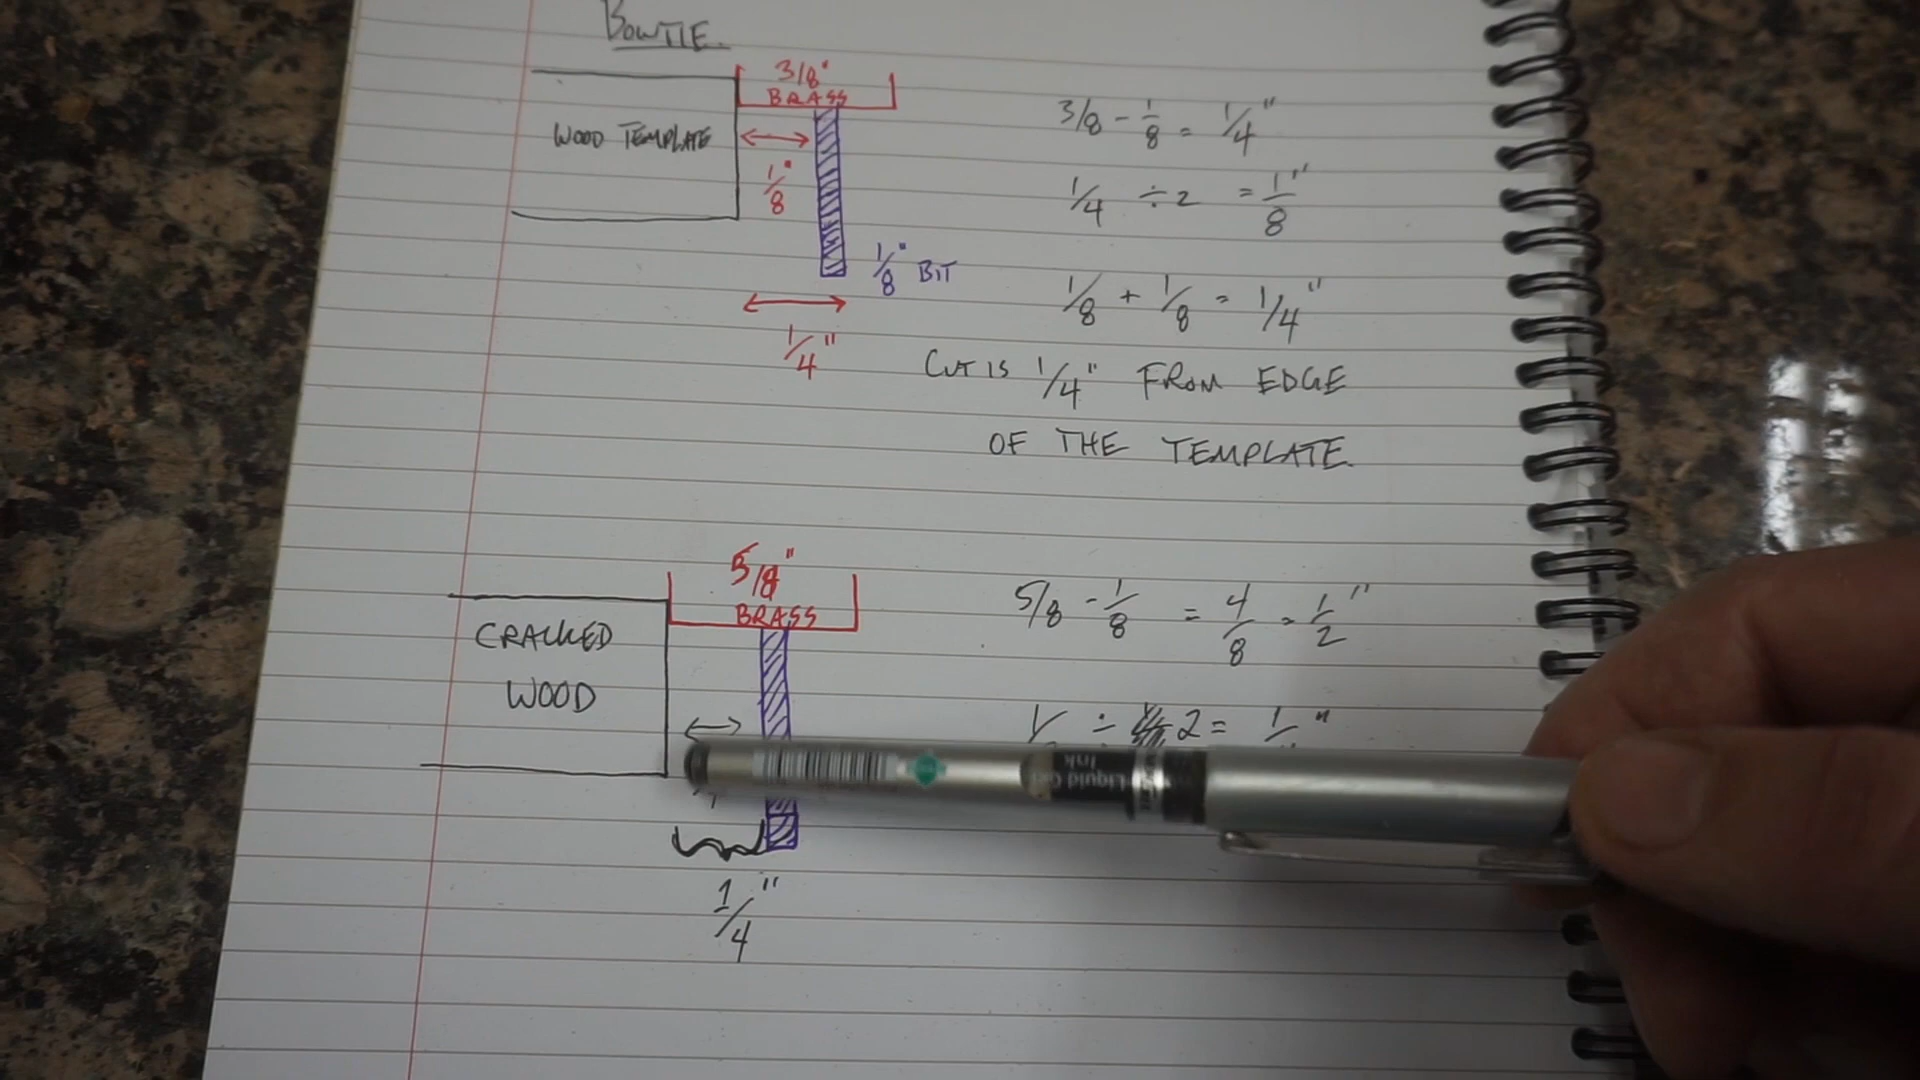 BOWTIE.
3/8"
BRASS
WOOD TEMPLATE
1/8"
1/8" BIT
1/4"
3/8 - 1/8 = 1/4"
1/4 ÷ 2 = 1/8"
1/8 + 1/8 = 1/4"
CUT IS 1/4" FROM EDGE
OF THE TEMPLATE.
5/8"
BRASS
CRACKED
WOOD
1/4"
5/8 - 1/8 = 4/8 = 1/2"
÷ 2 =
Liquid
Ink